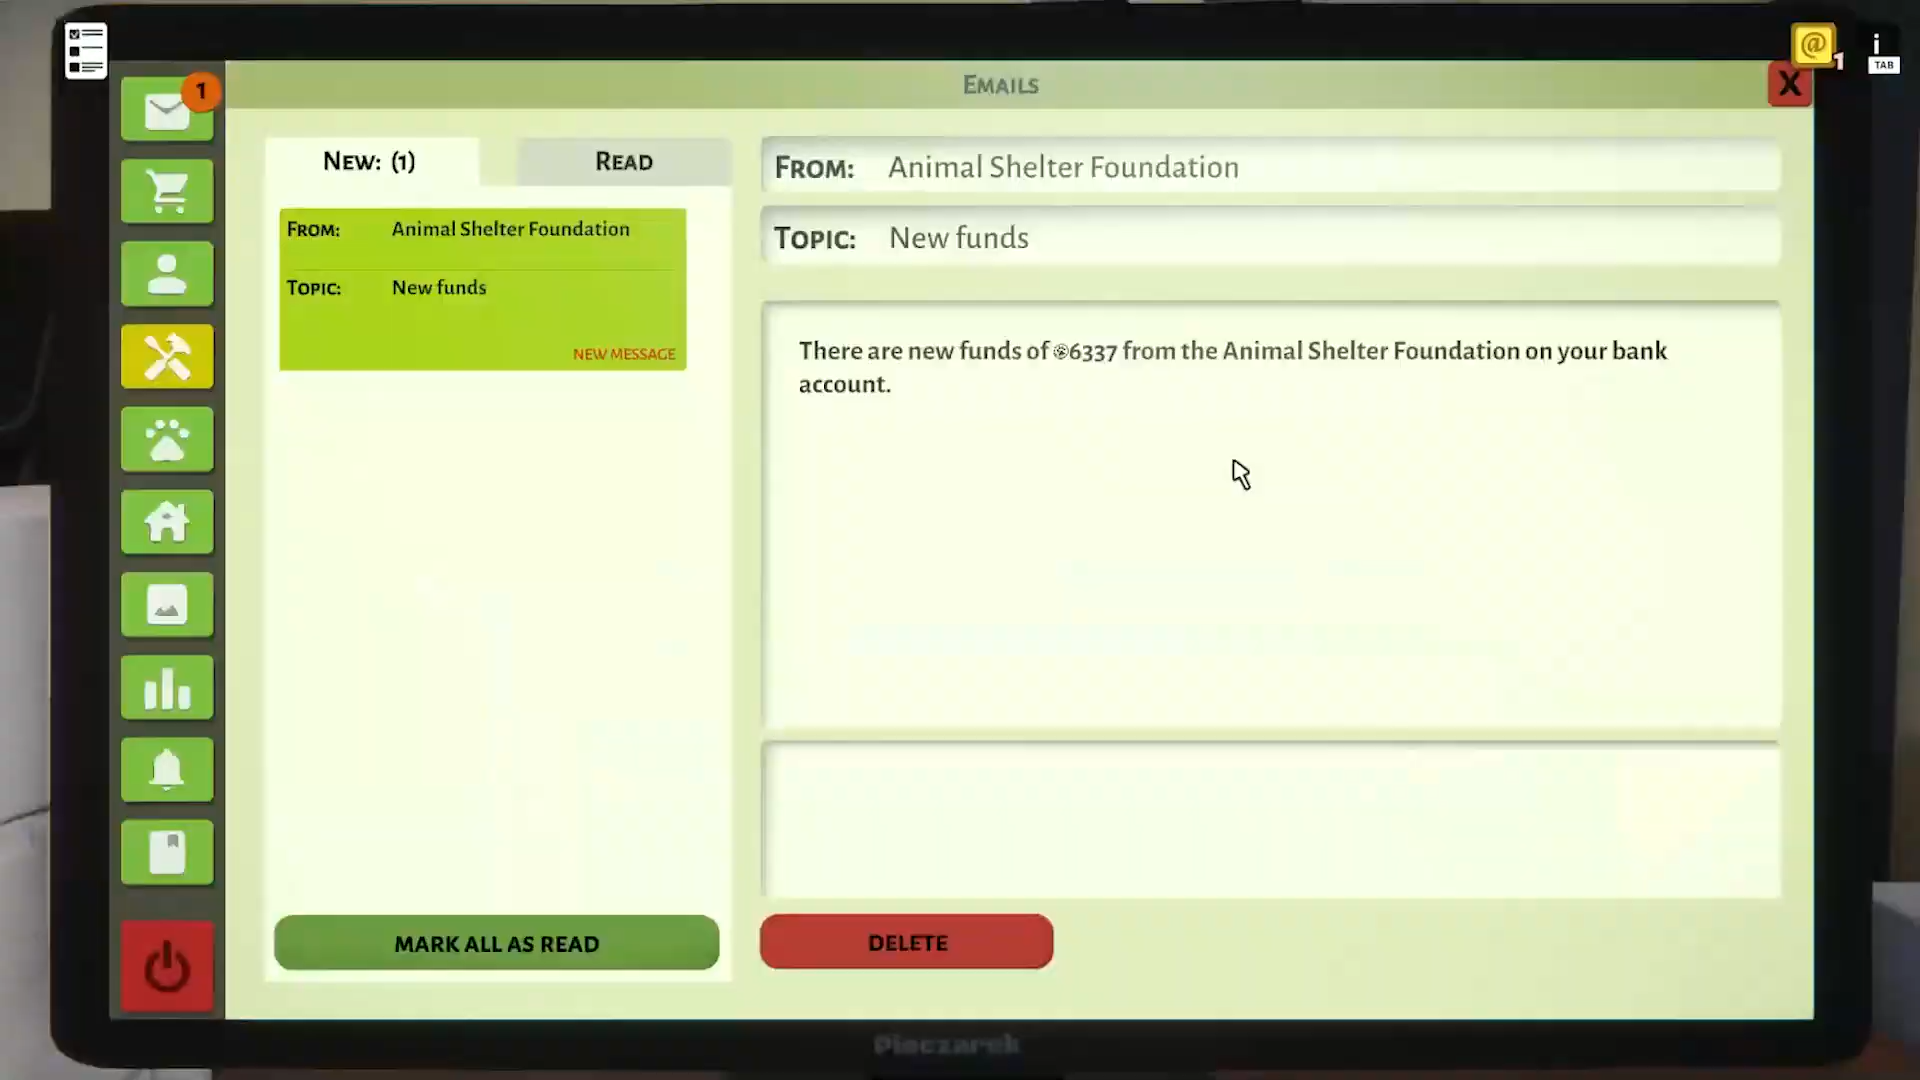 1
EMAILS
@ 1
i
TAB
X
NEW: (1)
READ
FROM: Animal Shelter Foundation
TOPIC: New funds
NEW MESSAGE
FROM: Animal Shelter Foundation
TOPIC: New funds
There are new funds of 6337 from the Animal Shelter Foundation on your bank
account.
MARK ALL AS READ
DELETE
Pieczarek